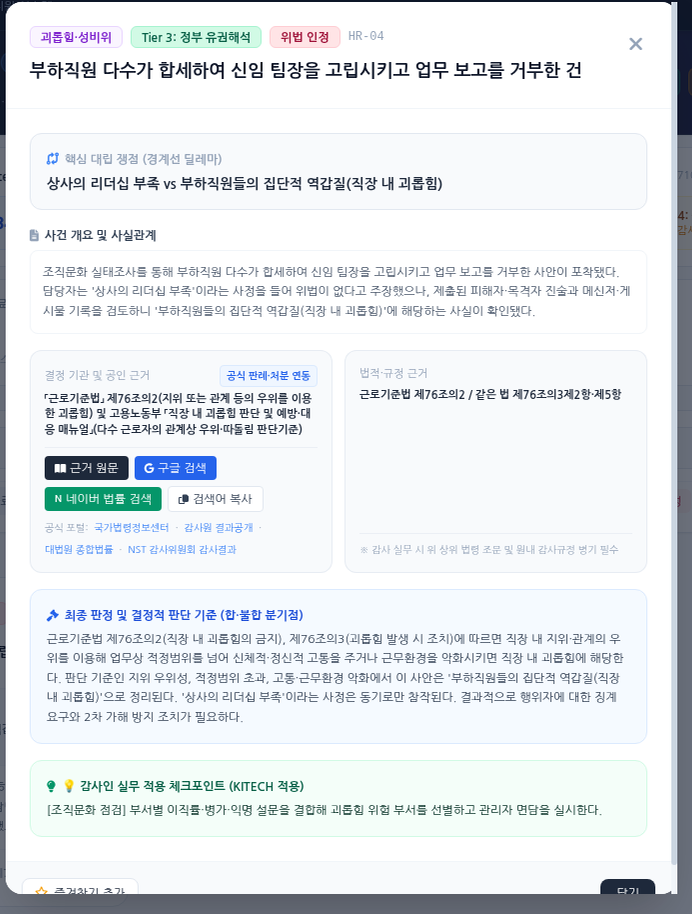 괴롭힘·성비위
Tier 3: 정부 유권해석
위법 인정
HR-04
부하직원 다수가 합세하여 신임 팀장을 고립시키고 업무 보고를 거부한 건
핵심 대립 쟁점 (경계선 딜레마)
상사의 리더십 부족 vs 부하직원들의 집단적 역갑질(직장 내 괴롭힘)
사건 개요 및 사실관계
조직문화 실태조사를 통해 부하직원 다수가 합세하여 신임 팀장을 고립시키고 업무 보고를 거부한 사안이 포착됐다.
담당자는 '상사의 리더십 부족'이라는 사정을 들어 위법이 없다고 주장했으나, 제출된 피해자·목격자 진술과 메신저·게
시물 기록을 검토하니 '부하직원들의 집단적 역갑질(직장 내 괴롭힘)'에 해당하는 사실이 확인됐다.
결정 기관 및 공인 근거
공식 판례·처분 연동
「근로기준법」 제76조의2(지위 또는 관계 등의 우위를 이용
한 괴롭힘) 및 고용노동부 「직장 내 괴롭힘 판단 및 예방·대
응 매뉴얼」(다수 근로자의 관계상 우위·따돌림 판단기준)
근거 원문
G 구글 검색
N 네이버 법률 검색
검색어 복사
공식 포털: 국가법령정보센터 · 감사원 결과공개 ·
대법원 종합법률 · NST 감사위원회 감사결과
법적·규정 근거
근로기준법 제76조의2 / 같은 법 제76조의3제2항·제5항
※ 감사 실무 시 위 상위 법령 조문 및 원내 감사규정 병기 필수
최종 판정 및 결정적 판단 기준 (합·불합 분기점)
근로기준법 제76조의2(직장 내 괴롭힘의 금지), 제76조의3(괴롭힘 발생 시 조치)에 따르면 직장 내 지위·관계의 우
위를 이용해 업무상 적정범위를 넘어 신체적·정신적 고통을 주거나 근무환경을 악화시키면 직장 내 괴롭힘에 해당한
다. 판단 기준인 지위 우위성, 적정범위 초과, 고통·근무환경 악화에서 이 사안은 '부하직원들의 집단적 역갑질(직장
내 괴롭힘)'으로 정리된다. '상사의 리더십 부족'이라는 사정은 동기로만 참작된다. 결과적으로 행위자에 대한 징계
요구와 2차 가해 방지 조치가 필요하다.
💡 감사인 실무 적용 체크포인트 (KITECH 적용)
[조직문화 점검] 부서별 이직률·병가·익명 설문을 결합해 괴롭힘 위험 부서를 선별하고 관리자 면담을 실시한다.
즐겨찾기 추가
닫기